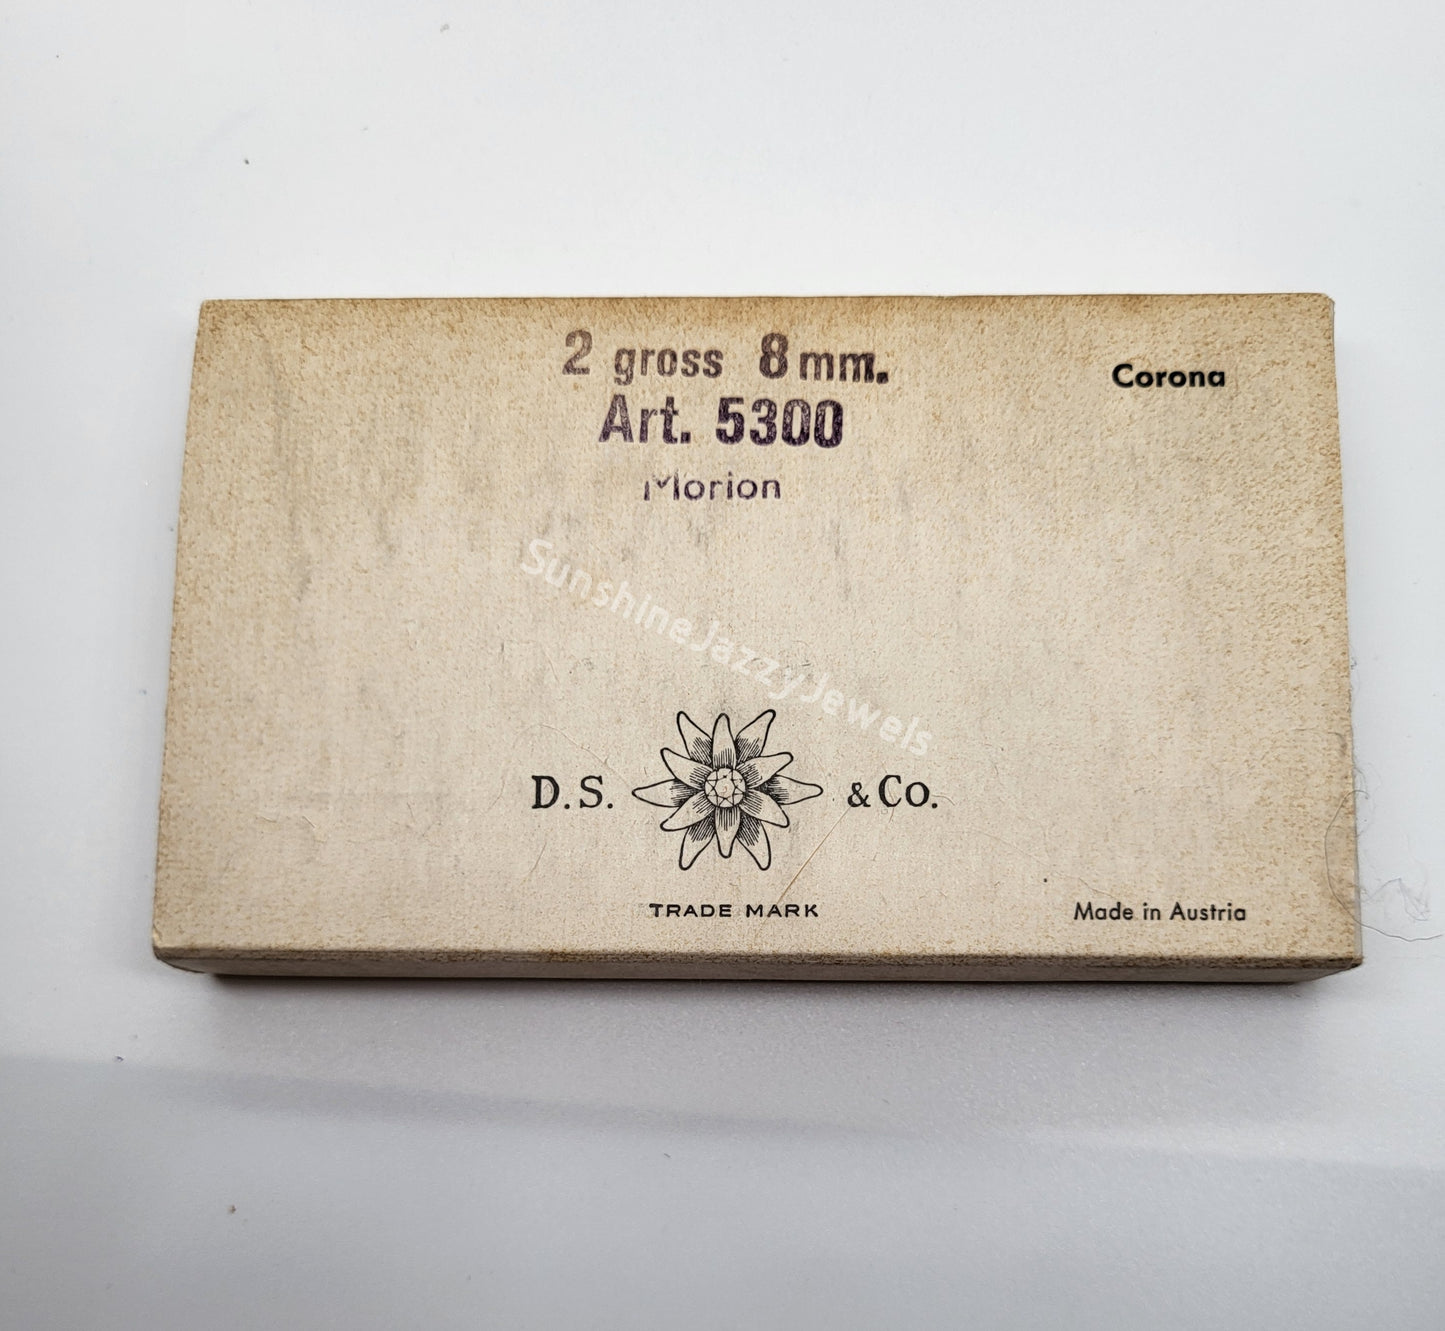 2 gross 8 mm.
Corona
Art. 5300
Morion
SunshineJazzyJewels
D.S. & Co.
TRADE MARK
Made in Austria